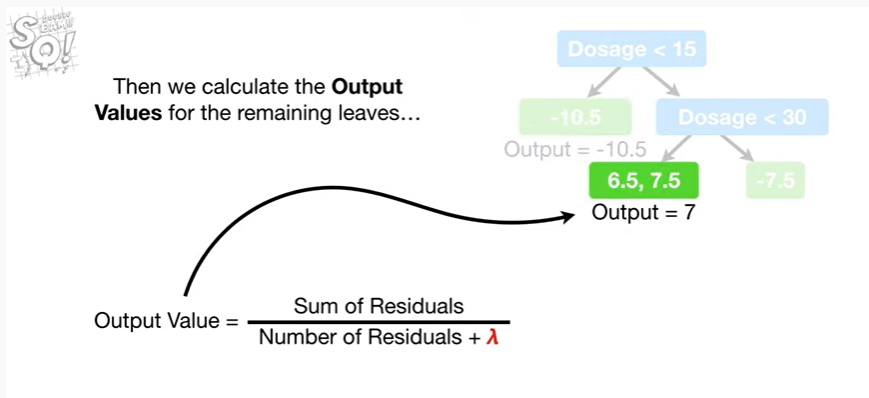 Dosage < 15
Then we calculate the Output
Values for the remaining leaves...
-10.5
Dosage < 30
Output = -10.5
6.5, 7.5
-7.5
Output = 7
Sum of Residuals
Output Value =
Number of Residuals + λ